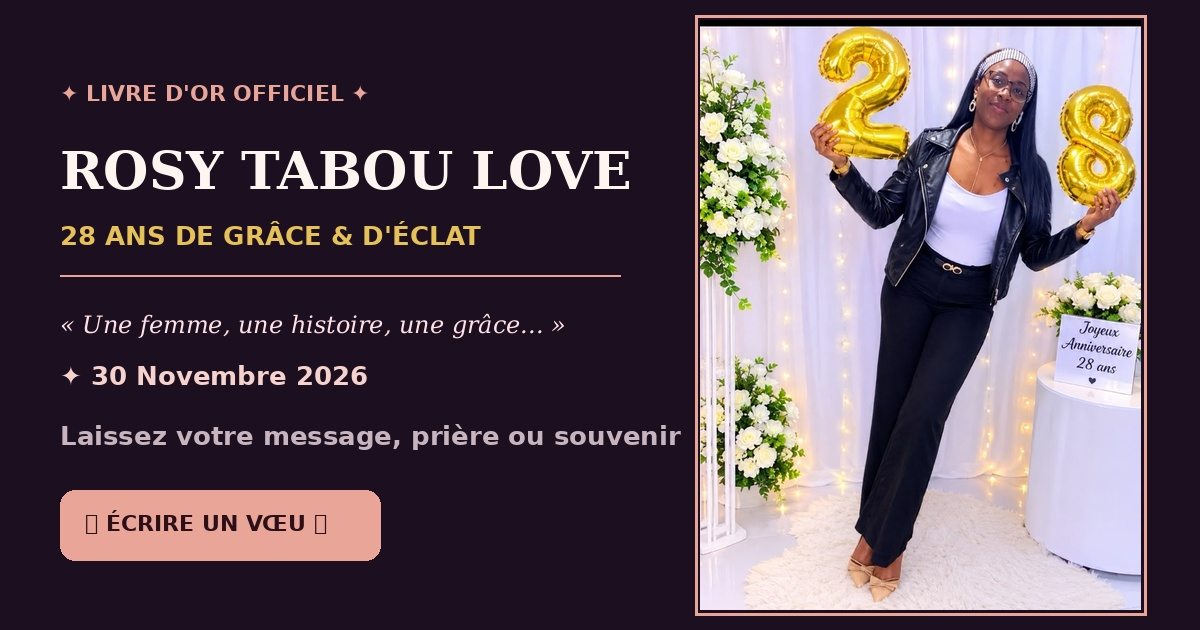 ✦ LIVRE D'OR OFFICIEL ✦
ROSY TABOU LOVE
28 ANS DE GRÂCE & D'ÉCLAT
« Une femme, une histoire, une grâce... »
✦ 30 Novembre 2026
Laissez votre message, prière ou souvenir
ÉCRIRE UN VŒU
28
Joyeux
Anniversaire
28 ans